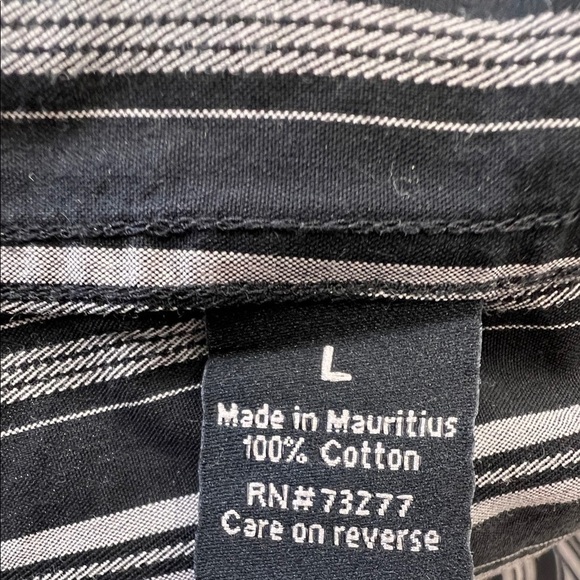 L
Made in Mauritius
100% Cotton
RN# 73277
Care on reverse